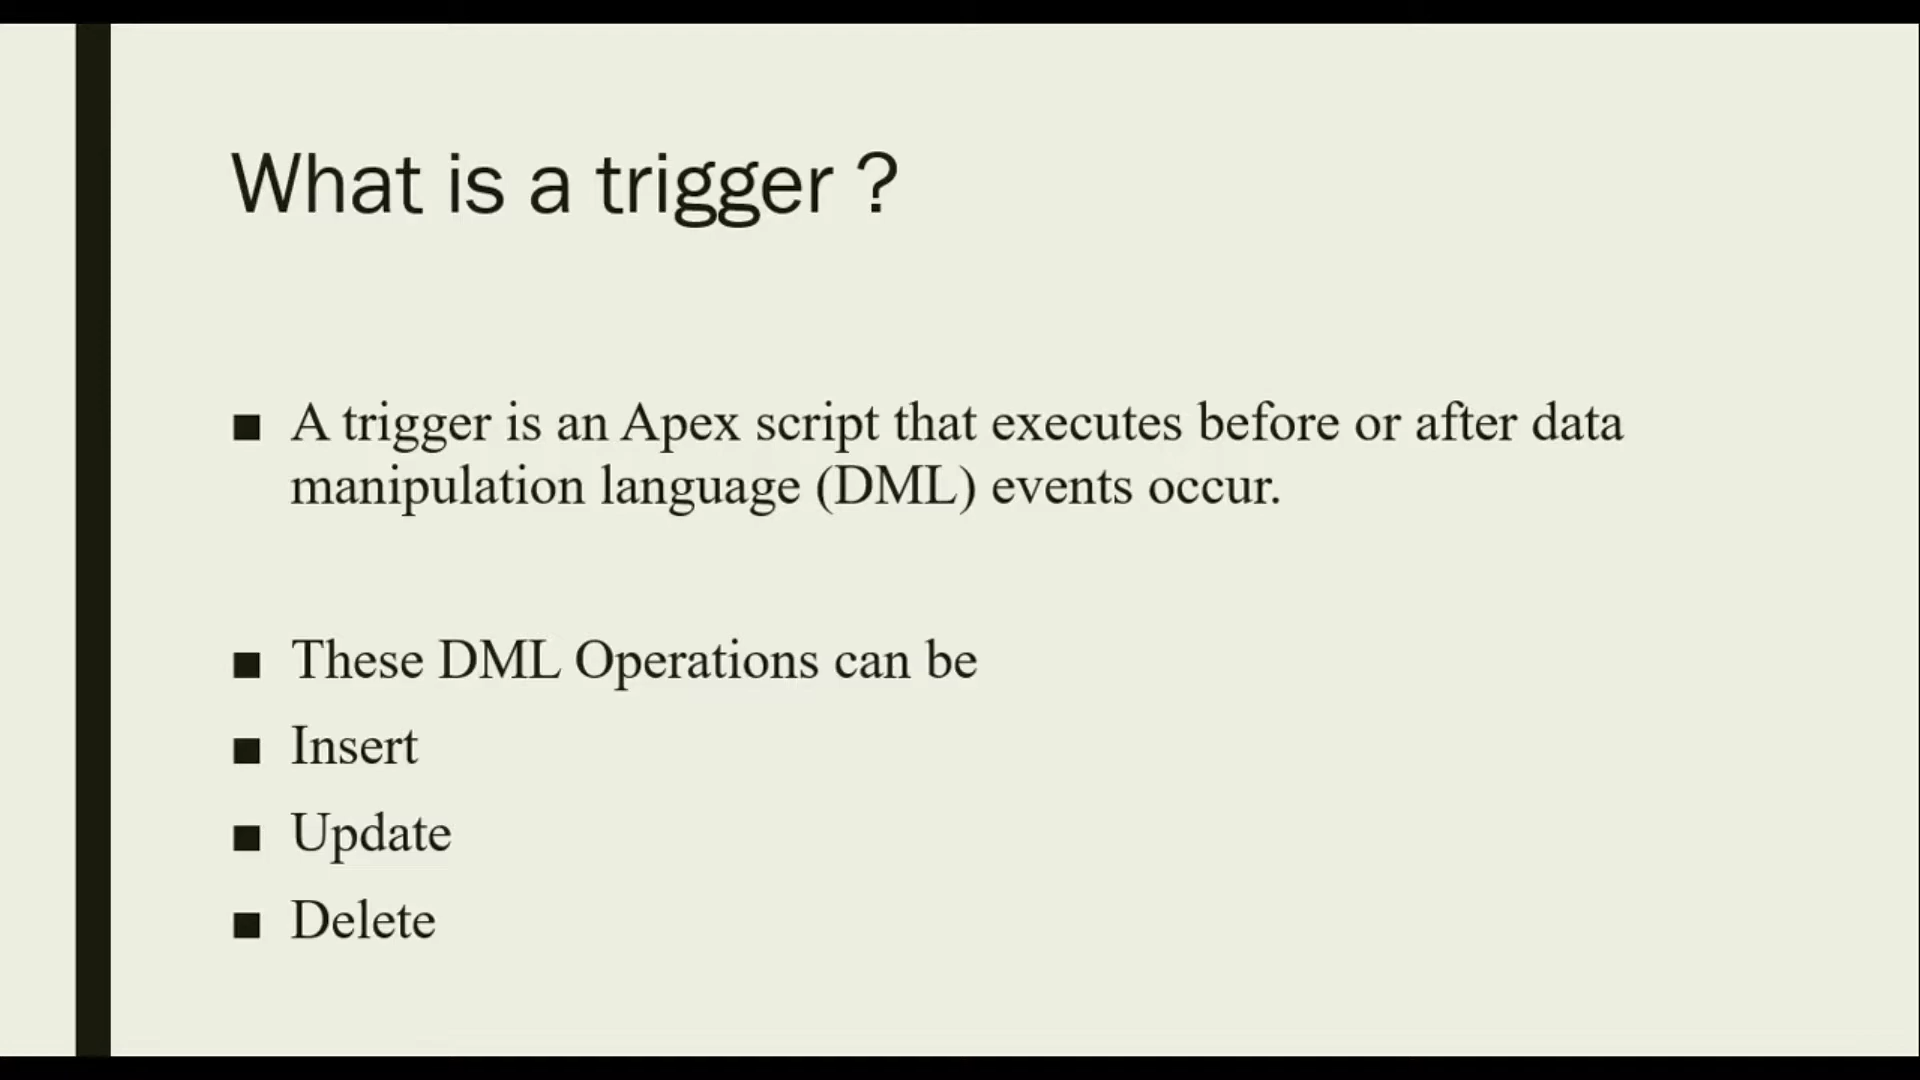 What is a trigger ?
■ A trigger is an Apex script that executes before or after data
manipulation language (DML) events occur.
■ These DML Operations can be
■ Insert
■ Update
■ Delete